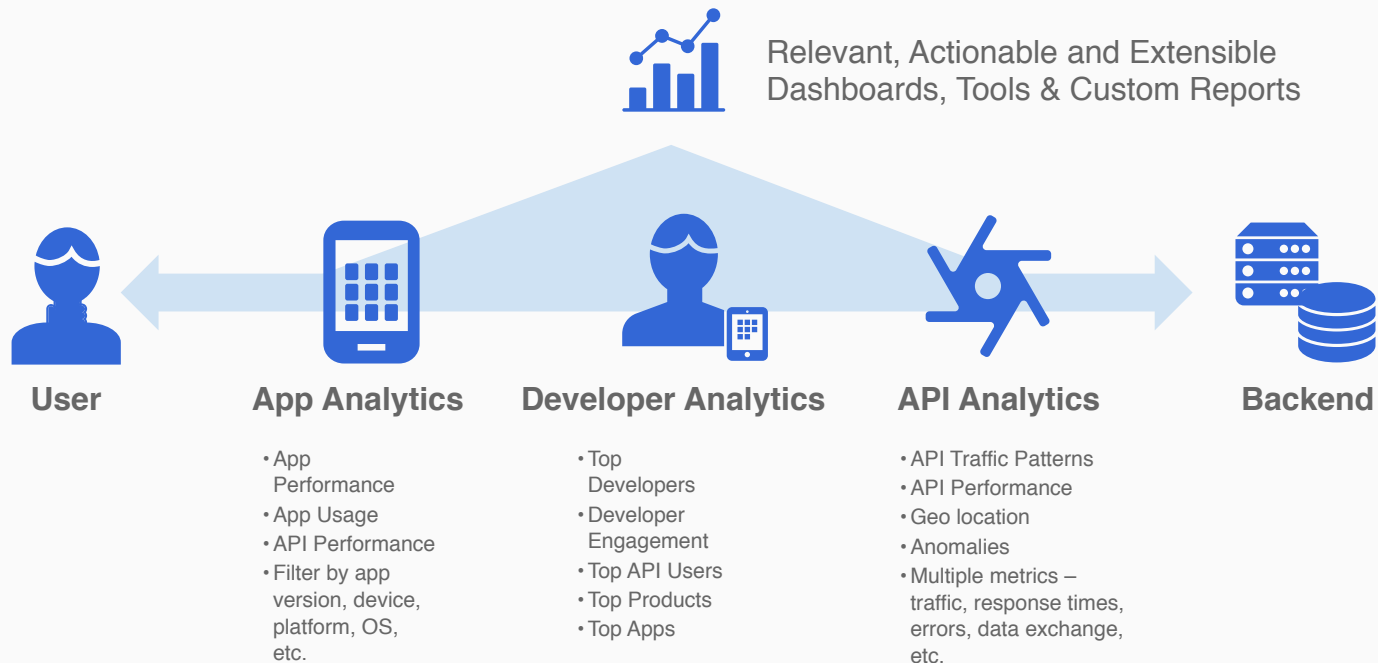 Relevant, Actionable and Extensible
Dashboards, Tools & Custom Reports
User
App Analytics
Developer Analytics
API Analytics
Backend
• App
Performance
• App Usage
• API Performance
• Filter by app
version, device,
platform, OS,
etc.
• Top
Developers
• Developer
Engagement
• Top API Users
• Top Products
• Top Apps
• API Traffic Patterns
• API Performance
• Geo location
• Anomalies
• Multiple metrics –
traffic, response times,
errors, data exchange,
etc.